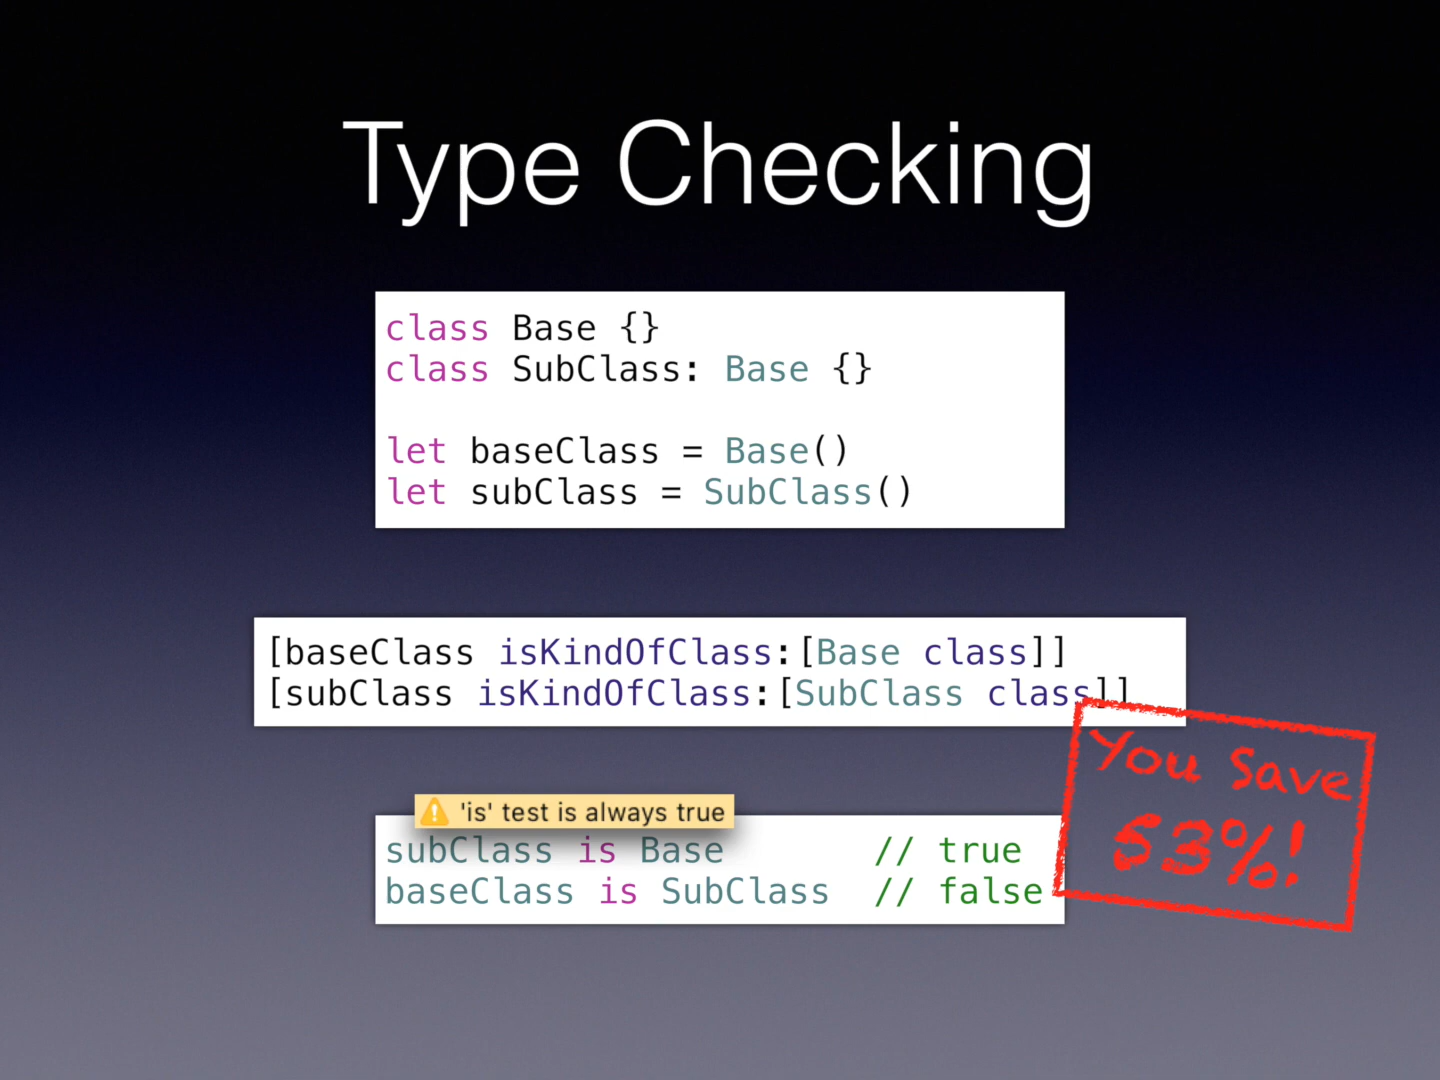 Type Checking
class Base {}
class SubClass: Base {}
let baseClass = Base()
let subClass = SubClass()
[baseClass isKindOfClass:[Base class]]
[subClass isKindOfClass:[SubClass class]]
You Save
53%!
'is' test is always true
subClass is Base // true
baseClass is SubClass // false